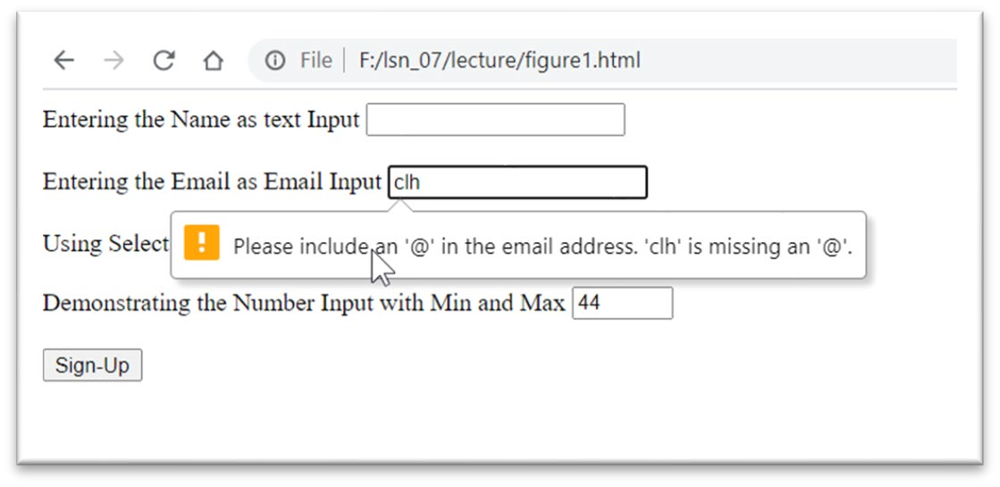 File F:/lsn_07/lecture/figure1.html
Entering the Name as text Input
Entering the Email as Email Input clh
Using Select
Please include an '@' in the email address. 'clh' is missing an '@'.
Demonstrating the Number Input with Min and Max 44
Sign-Up